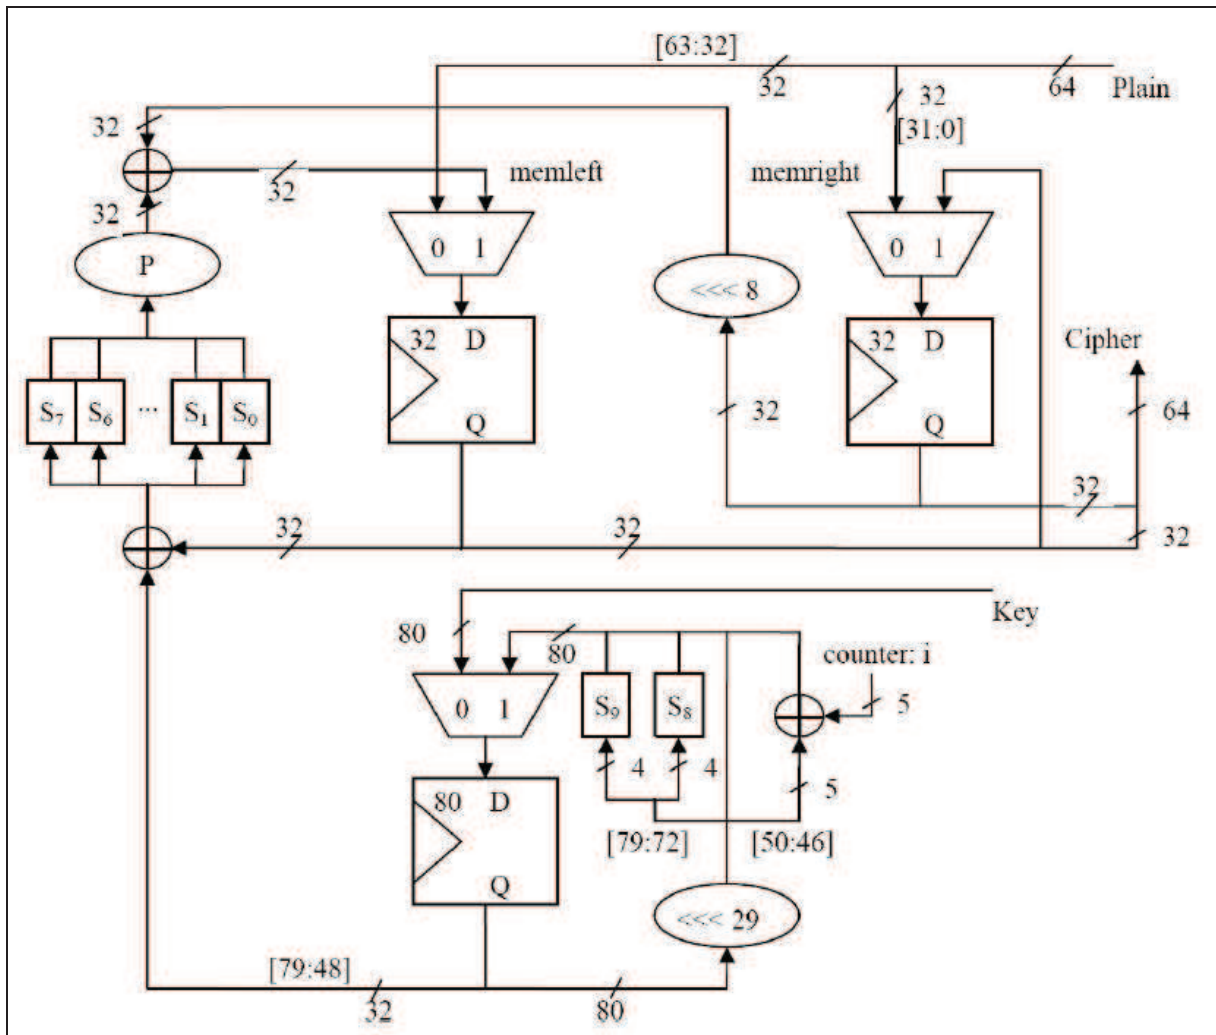 [63:32]
32
64
Plain
32
[31:0]
32
32
memleft
memright
32
0 1
0 1
P
<<< 8
32 D
32 D
Cipher
S7 S6 ... S1 S0
32
64
Q
Q
32
32
32
32
Key
80
80
counter: i
0 1
S9
S8
5
4
4
5
80 D
[79:72]
[50:46]
Q
<<< 29
[79:48]
32
80